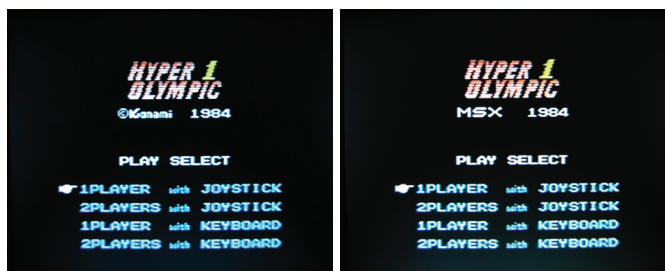 HYPER 1
OLYMPIC
©Konami 1984
PLAY SELECT
1PLAYER with JOYSTICK
2PLAYERS with JOYSTICK
1PLAYER with KEYBOARD
2PLAYERS with KEYBOARD
HYPER 1
OLYMPIC
MSX 1984
PLAY SELECT
1PLAYER with JOYSTICK
2PLAYERS with JOYSTICK
1PLAYER with KEYBOARD
2PLAYERS with KEYBOARD